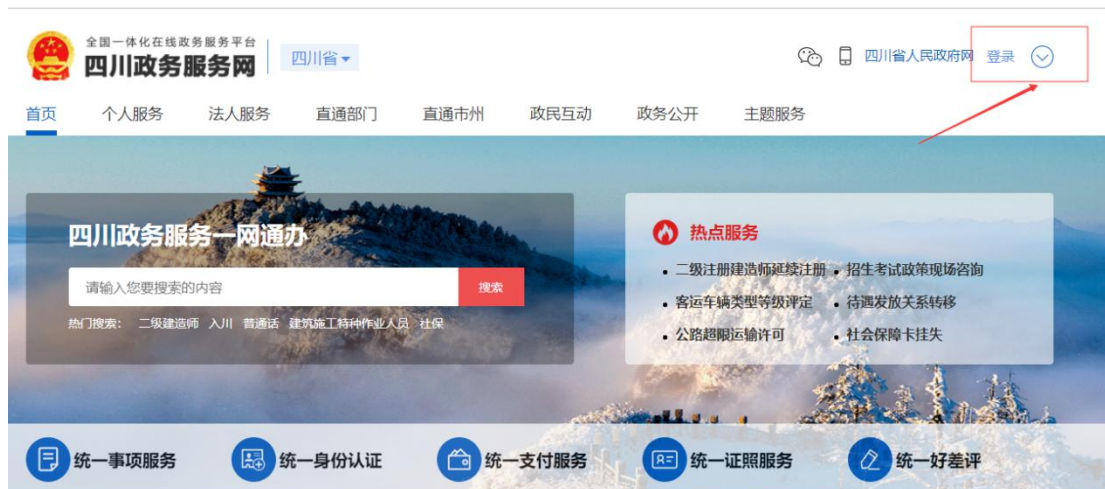 全国一体化在线政务服务平台
四川政务服务网
四川省
四川省人民政府网 登录
首页 个人服务 法人服务 直通部门 直通市州 政民互动 政务公开 主题服务
四川政务服务一网通办
请输入您要搜索的内容 搜索
热门搜索： 二级建造师 入川 普通话 建筑施工特种作业人员 社保
热点服务
二级注册建造师延续注册 招生考试政策现场咨询
客运车辆类型等级评定 待遇发放关系转移
公路超限运输许可 社会保障卡挂失
统一事项服务 统一身份认证 统一支付服务 统一证照服务 统一好差评